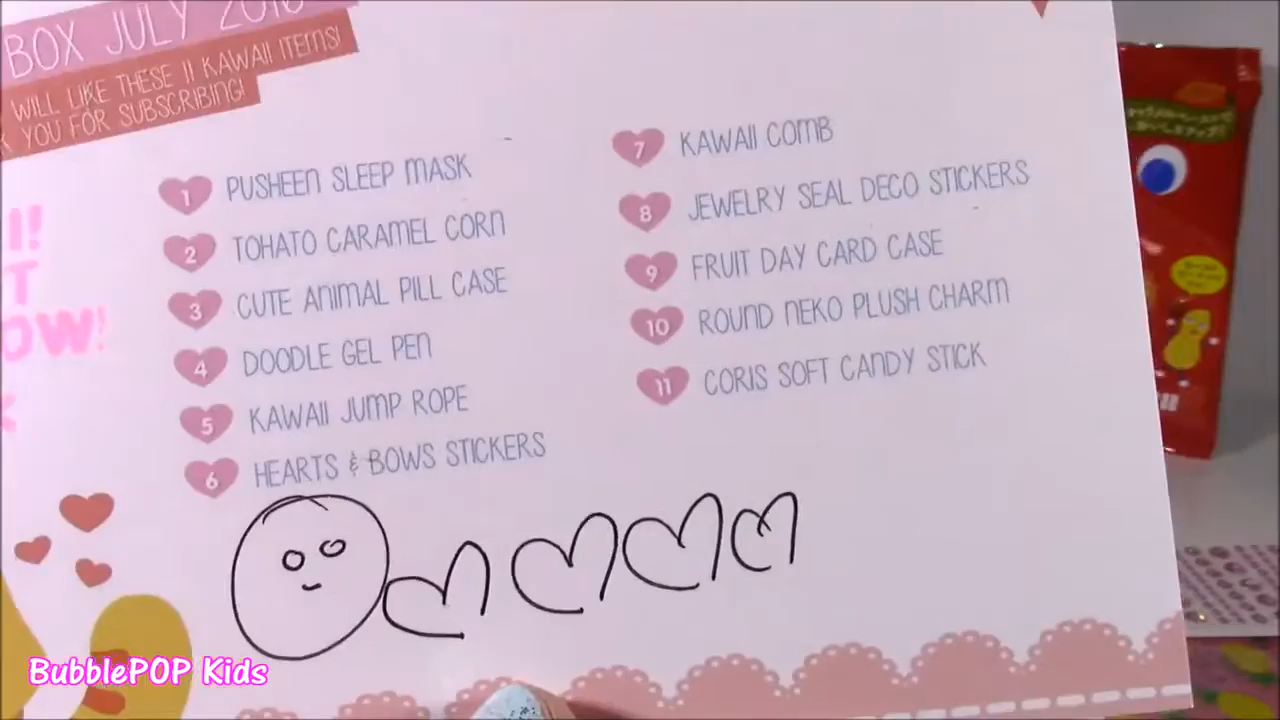 BOX JULY 2016
WILL LIKE THESE 11 KAWAII ITEMS!
YOU FOR SUBSCRIBING!
1 PUSHEEN SLEEP MASK
2 TOHATO CARAMEL CORN
3 CUTE ANIMAL PILL CASE
4 DOODLE GEL PEN
5 KAWAII JUMP ROPE
6 HEARTS & BOWS STICKERS
7 KAWAII COMB
8 JEWELRY SEAL DECO STICKERS
9 FRUIT DAY CARD CASE
10 ROUND NEKO PLUSH CHARM
11 CORIS SOFT CANDY STICK
BubblePOP Kids